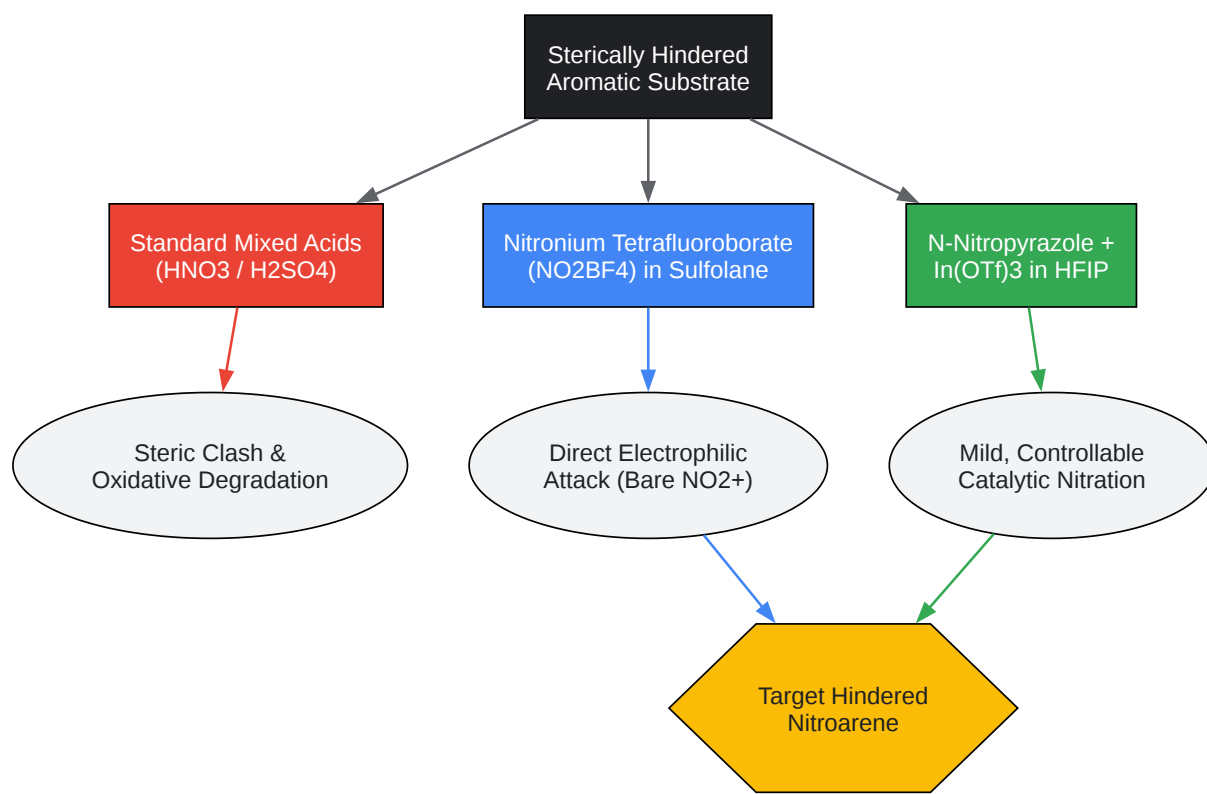 Sterically Hindered
Aromatic Substrate
Standard Mixed Acids
(HNO3 / H2SO4)
Nitronium Tetrafluoroborate
(NO2BF4) in Sulfolane
N-Nitropyrazole +
In(OTf)3 in HFIP
Steric Clash &
Oxidative Degradation
Direct Electrophilic
Attack (Bare NO2+)
Mild, Controllable
Catalytic Nitration
Target Hindered
Nitroarene